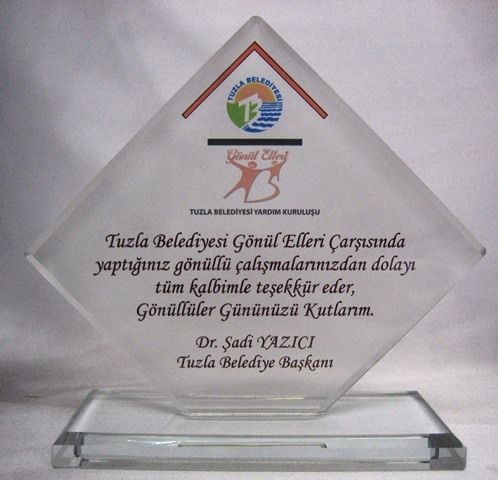 TUZLA BELEDİYESİ
Gönül Elleri
TUZLA BELEDİYESİ YARDIM KURULUŞU
Tuzla Belediyesi Gönül Elleri Çarşısında
yaptığınız gönüllü çalışmalarınızdan dolayı
tüm kalbimle teşekkür eder,
Gönüllüler Gününüzü Kutlarım.
Dr. Şadi YAZICI
Tuzla Belediye Başkanı